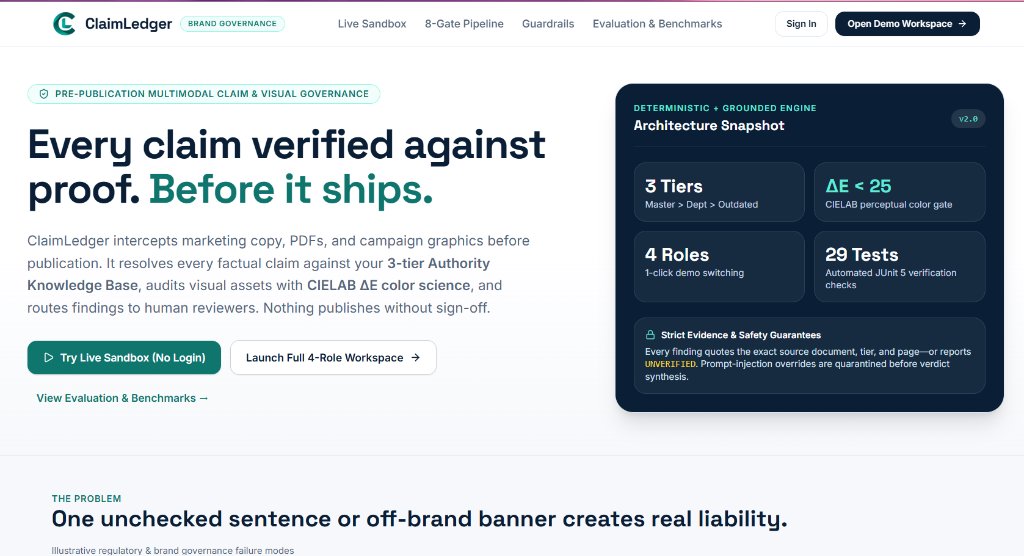 ClaimLedger
BRAND GOVERNANCE
Live Sandbox
8-Gate Pipeline
Guardrails
Evaluation & Benchmarks
Sign In
Open Demo Workspace →
PRE-PUBLICATION MULTIMODAL CLAIM & VISUAL GOVERNANCE
Every claim verified against
proof. Before it ships.
ClaimLedger intercepts marketing copy, PDFs, and campaign graphics before
publication. It resolves every factual claim against your 3-tier Authority
Knowledge Base, audits visual assets with CIELAB ΔE color science, and
routes findings to human reviewers. Nothing publishes without sign-off.
Try Live Sandbox (No Login)
Launch Full 4-Role Workspace →
View Evaluation & Benchmarks →
DETERMINISTIC + GROUNDED ENGINE
Architecture Snapshot
v2.0
3 Tiers
Master > Dept > Outdated
ΔE < 25
CIELAB perceptual color gate
4 Roles
1-click demo switching
29 Tests
Automated JUnit 5 verification
checks
Strict Evidence & Safety Guarantees
Every finding quotes the exact source document, tier, and page—or reports
UNVERIFIED. Prompt-injection overrides are quarantined before verdict
synthesis.
THE PROBLEM
One unchecked sentence or off-brand banner creates real liability.
Illustrative regulatory & brand governance failure modes